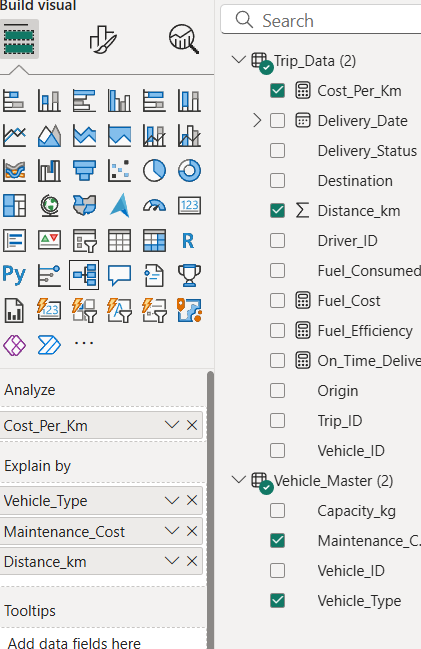 Build visual
Search
Trip_Data (2)
Cost_Per_Km
Delivery_Date
Delivery_Status
Destination
Distance_km
Driver_ID
Fuel_Consumed
Fuel_Cost
Fuel_Efficiency
On_Time_Delive
Origin
Trip_ID
Vehicle_ID
Vehicle_Master (2)
Capacity_kg
Maintenance_C...
Vehicle_ID
Vehicle_Type
123
R
Py
123
A
...
Analyze
Cost_Per_Km
Explain by
Vehicle_Type
Maintenance_Cost
Distance_km
Tooltips
Add data fields here